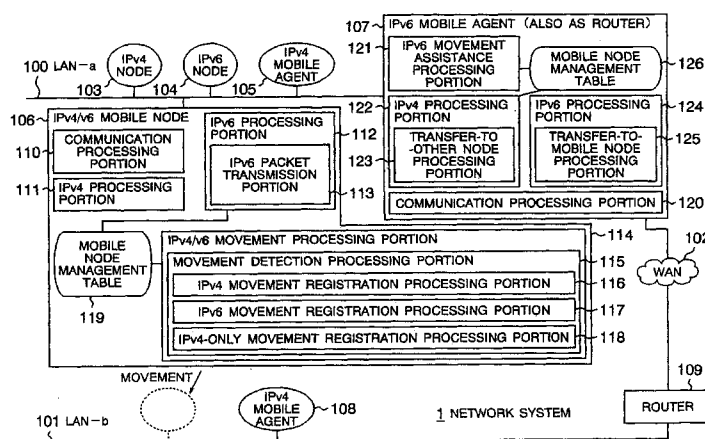 IPv6 MOBILE AGENT (ALSO AS ROUTER)
107
121
IPv6 MOVEMENT
ASSISTANCE
PROCESSING
PORTION
MOBILE NODE
MANAGEMENT
TABLE
126
122
IPv4 PROCESSING
PORTION
TRANSFER-TO
-OTHER NODE
PROCESSING
PORTION
123
IPv6 PROCESSING
PORTION
124
TRANSFER-TO-
MOBILE NODE
PROCESSING
PORTION
125
COMMUNICATION PROCESSING PORTION
120
100 LAN-a
IPv4
NODE
103
IPv6
NODE
104
IPv4
MOBILE
AGENT
105
106
IPv4/v6 MOBILE NODE
110
COMMUNICATION
PROCESSING
PORTION
111
IPv4 PROCESSING
PORTION
IPv6 PROCESSING
PORTION
112
IPv6 PACKET
TRANSMISSION
PORTION
113
MOBILE
NODE
MANAGEMENT
TABLE
119
IPv4/v6 MOVEMENT PROCESSING PORTION
114
MOVEMENT DETECTION PROCESSING PORTION
115
IPv4 MOVEMENT REGISTRATION PROCESSING PORTION
116
IPv6 MOVEMENT REGISTRATION PROCESSING PORTION
117
IPv4-ONLY MOVEMENT REGISTRATION PROCESSING PORTION
118
102
WAN
109
ROUTER
MOVEMENT
IPv4
MOBILE
AGENT
108
1 NETWORK SYSTEM
101 LAN-b